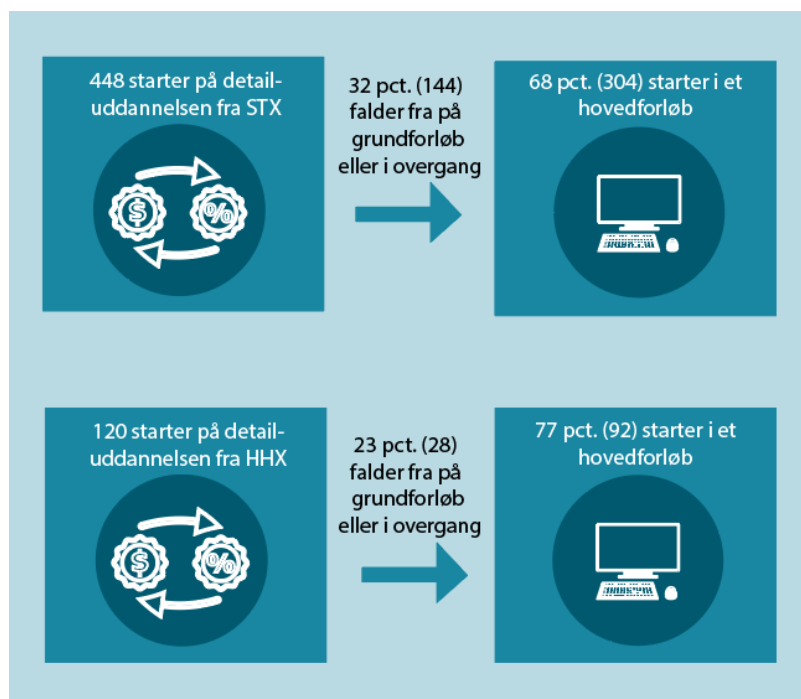 448 starter på detail-
uddannelsen fra STX
$
%
32 pct. (144)
falder fra på
grundforløb
eller i overgang
68 pct. (304) starter i et
hovedforløb
120 starter på detail-
uddannelsen fra HHX
$
%
23 pct. (28)
falder fra på
grundforløb
eller i overgang
77 pct. (92) starter i et
hovedforløb